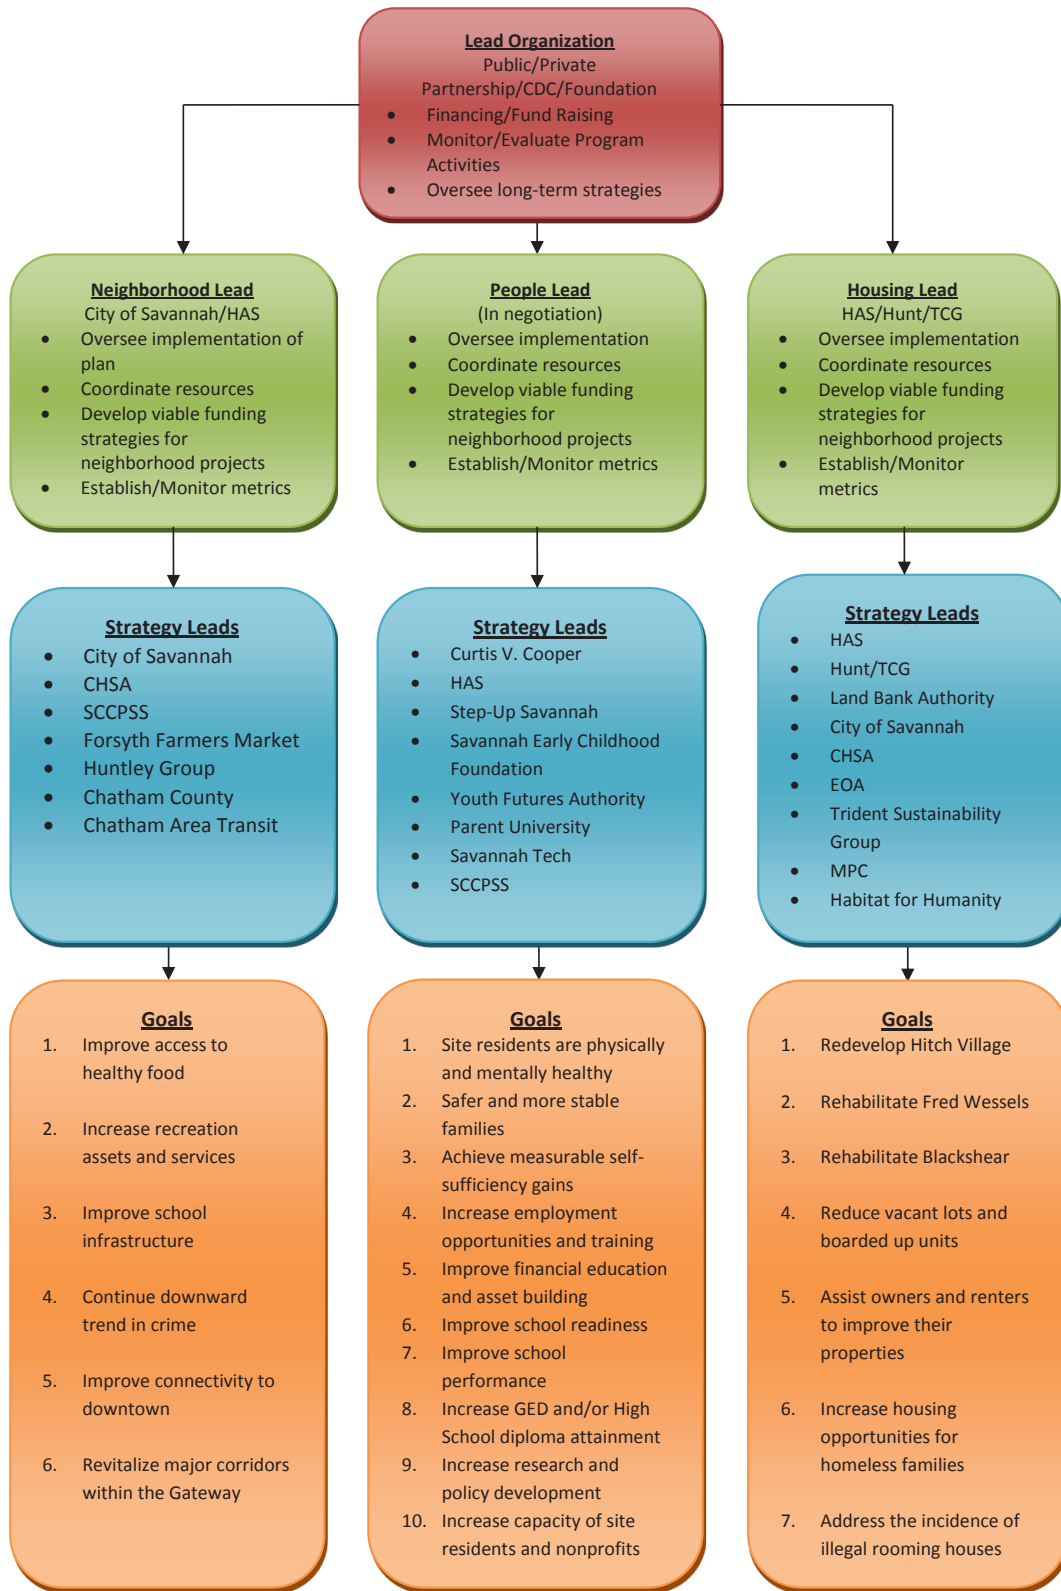 Lead Organization
Public/Private
Partnership/CDC/Foundation
• Financing/Fund Raising
• Monitor/Evaluate Program
Activities
• Oversee long-term strategies
Neighborhood Lead
City of Savannah/HAS
• Oversee implementation of
plan
• Coordinate resources
• Develop viable funding
strategies for
neighborhood projects
• Establish/Monitor metrics
People Lead
(In negotiation)
• Oversee implementation
• Coordinate resources
• Develop viable funding
strategies for
neighborhood projects
• Establish/Monitor metrics
Housing Lead
HAS/Hunt/TCG
• Oversee implementation
• Coordinate resources
• Develop viable funding
strategies for
neighborhood projects
• Establish/Monitor
metrics
Strategy Leads
• City of Savannah
• CHSA
• SCCPSS
• Forsyth Farmers Market
• Huntley Group
• Chatham County
• Chatham Area Transit
Strategy Leads
• Curtis V. Cooper
• HAS
• Step-Up Savannah
• Savannah Early Childhood
Foundation
• Youth Futures Authority
• Parent University
• Savannah Tech
• SCCPSS
Strategy Leads
• HAS
• Hunt/TCG
• Land Bank Authority
• City of Savannah
• CHSA
• EOA
• Trident Sustainability
Group
• MPC
• Habitat for Humanity
Goals
1. Improve access to
healthy food
2. Increase recreation
assets and services
3. Improve school
infrastructure
4. Continue downward
trend in crime
5. Improve connectivity to
downtown
6. Revitalize major corridors
within the Gateway
Goals
1. Site residents are physically
and mentally healthy
2. Safer and more stable
families
3. Achieve measurable self-
sufficiency gains
4. Increase employment
opportunities and training
5. Improve financial education
and asset building
6. Improve school readiness
7. Improve school
performance
8. Increase GED and/or High
School diploma attainment
9. Increase research and
policy development
10. Increase capacity of site
residents and nonprofits
Goals
1. Redevelop Hitch Village
2. Rehabilitate Fred Wessels
3. Rehabilitate Blackshear
4. Reduce vacant lots and
boarded up units
5. Assist owners and renters
to improve their
properties
6. Increase housing
opportunities for
homeless families
7. Address the incidence of
illegal rooming houses